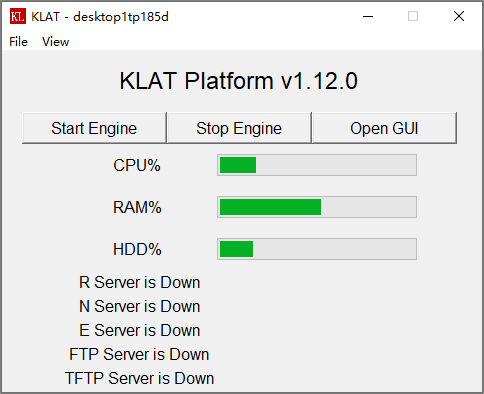 KL KLAT - desktop1tp185d
File View
KLAT Platform v1.12.0
Start Engine Stop Engine Open GUI
CPU%
RAM%
HDD%
R Server is Down
N Server is Down
E Server is Down
FTP Server is Down
TFTP Server is Down